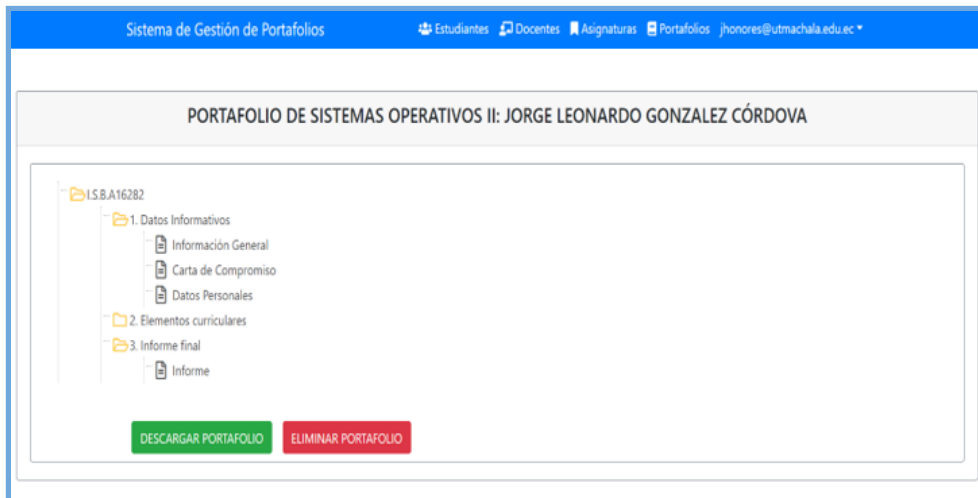 Sistema de Gestión de Portafolios Estudiantes Docentes Asignaturas Portafolios jhonores@utmachala.edu.ec
PORTAFOLIO DE SISTEMAS OPERATIVOS II: JORGE LEONARDO GONZALEZ CÓRDOVA
I.S.B.A16282
1. Datos Informativos
Información General
Carta de Compromiso
Datos Personales
2. Elementos curriculares
3. Informe final
Informe
DESCARGAR PORTAFOLIO ELIMINAR PORTAFOLIO